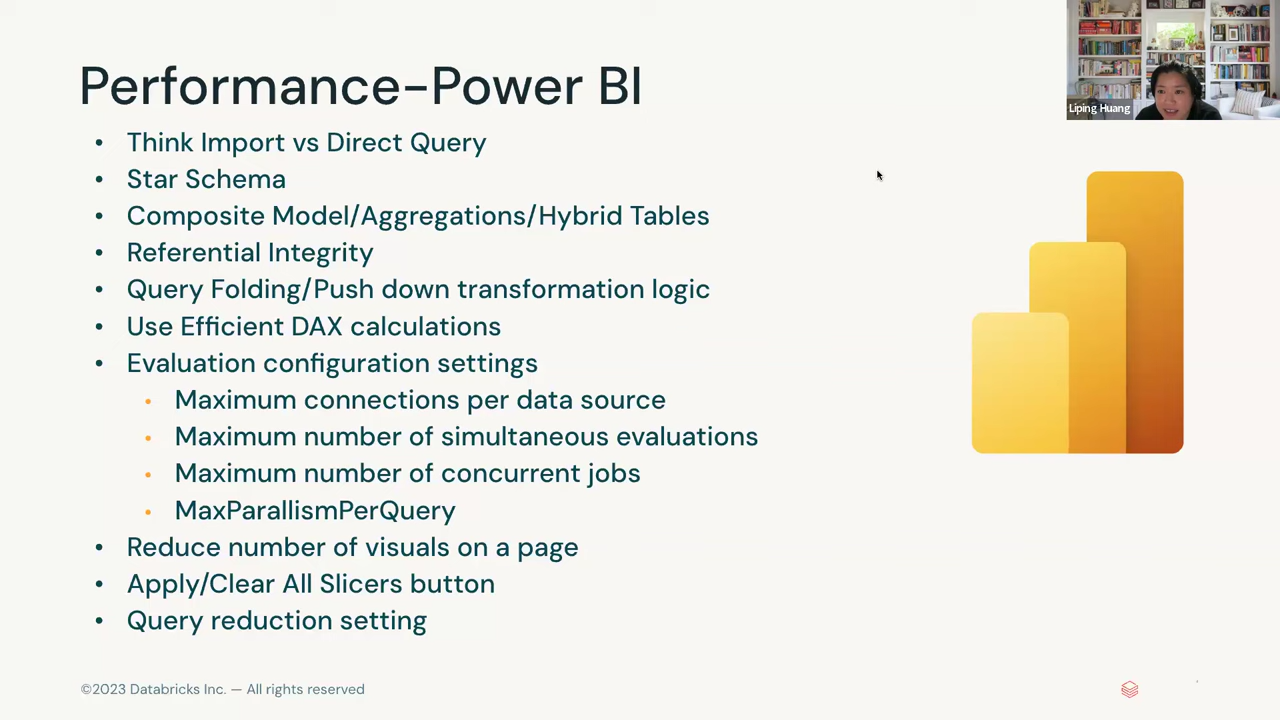 Performance-Power BI
Liping Huang
• Think Import vs Direct Query
• Star Schema
• Composite Model/Aggregations/Hybrid Tables
• Referential Integrity
• Query Folding/Push down transformation logic
• Use Efficient DAX calculations
• Evaluation configuration settings
• Maximum connections per data source
• Maximum number of simultaneous evaluations
• Maximum number of concurrent jobs
• MaxParallismPerQuery
• Reduce number of visuals on a page
• Apply/Clear All Slicers button
• Query reduction setting
©2023 Databricks Inc. — All rights reserved